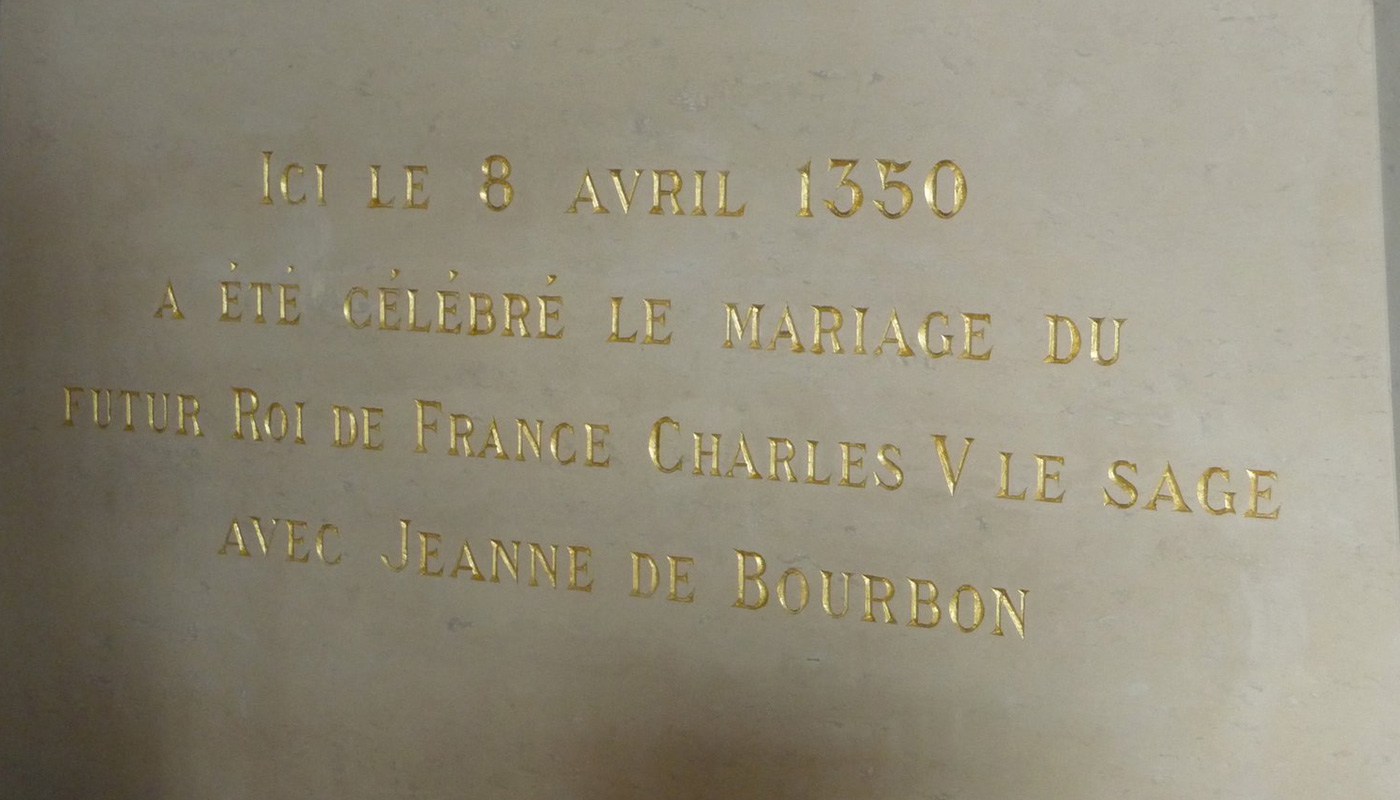 ICI LE 8 AVRIL 1350
A ÉTÉ CÉLÉBRÉ LE MARIAGE DU
FUTUR ROI DE FRANCE CHARLES V LE SAGE
AVEC JEANNE DE BOURBON